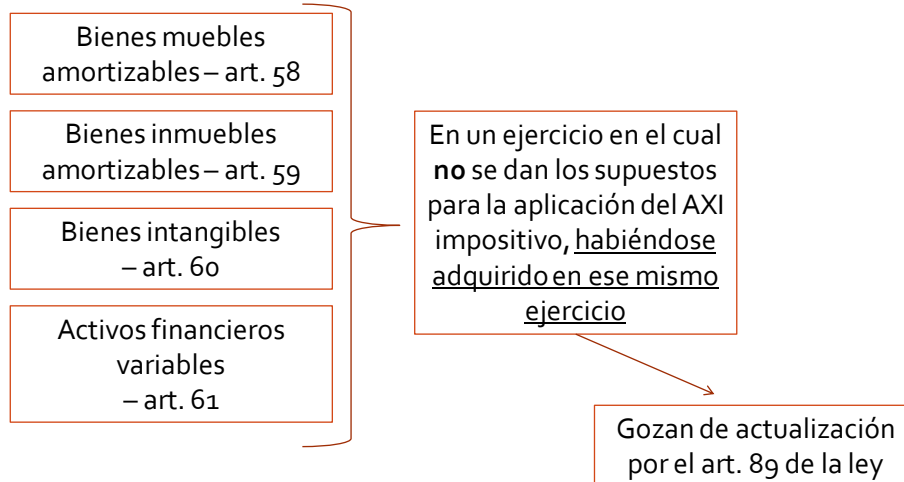 Bienes muebles
amortizables – art. 58
Bienes inmuebles
amortizables – art. 59
Bienes intangibles
– art. 60
Activos financieros
variables
– art. 61
En un ejercicio en el cual
no se dan los supuestos
para la aplicación del AXI
impositivo, habiéndose
adquirido en ese mismo
ejercicio
Gozan de actualización
por el art. 89 de la ley